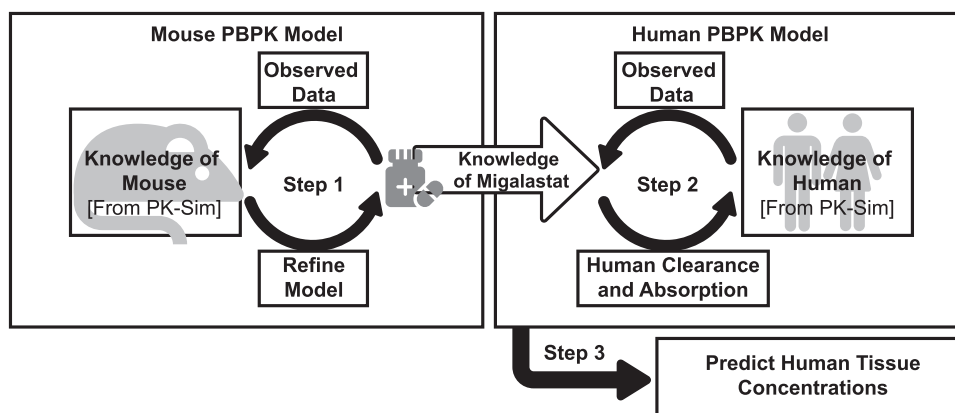 Mouse PBPK Model
Observed
Data
Knowledge of
Mouse
[From PK-Sim]
Step 1
Refine
Model
Knowledge
of Migalastat
Human PBPK Model
Observed
Data
Step 2
Knowledge of
Human
[From PK-Sim]
Human Clearance
and Absorption
Step 3
Predict Human Tissue
Concentrations